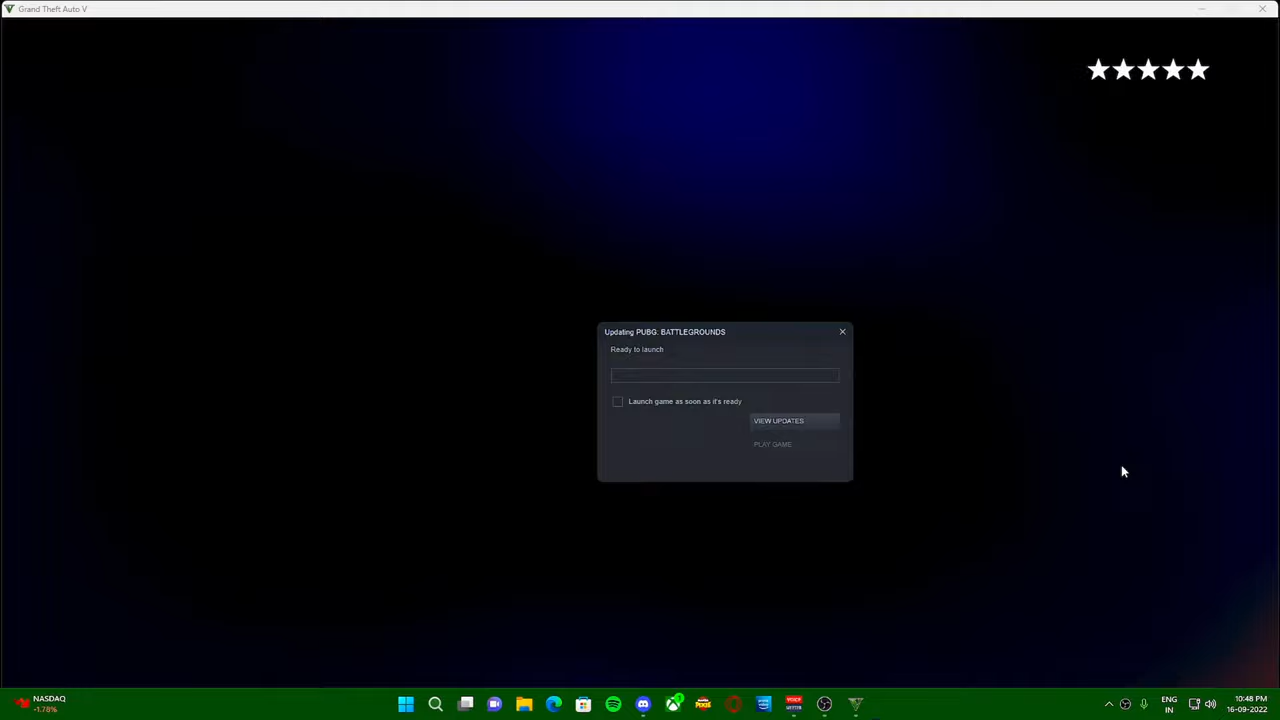 Grand Theft Auto V
★★★★★
Updating PUBG. BATTLEGROUNDS
Ready to launch
Launch game as soon as it's ready
VIEW UPDATES
PLAY GAME
NASDAQ
-1.78%
ENG
IN
10:48 PM
16-09-2022